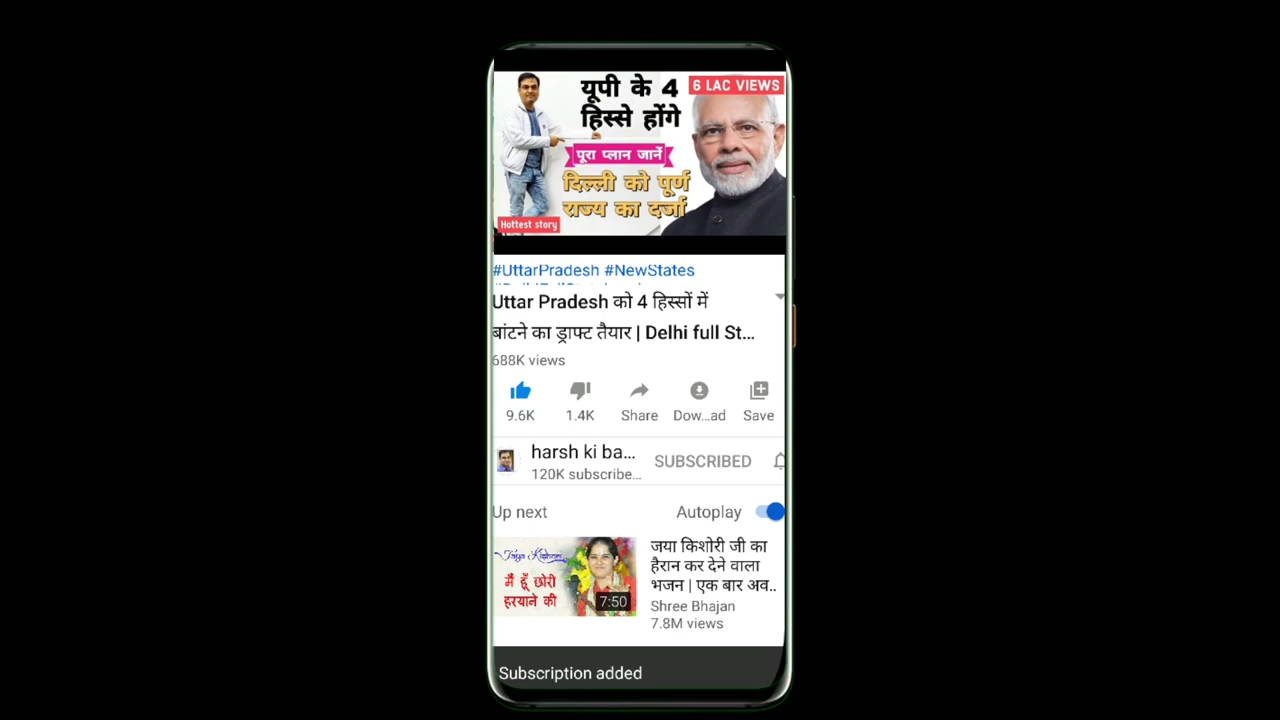 यूपी के 4
6 LAC VIEWS
हिस्से होंगे
पूरा प्लान जानें
दिल्ली को पूर्ण
राज्य का दर्जा
Hottest story
#UttarPradesh #NewStates
Uttar Pradesh को 4 हिस्सों में
बांटने का ड्राफ्ट तैयार | Delhi full St...
688K views
9.6K
1.4K
Share
Dow...ad
Save
harsh ki ba...
120K subscribe...
SUBSCRIBED
Up next
Autoplay
Jaya Kishori
मैं हूँ छोरी
हरयाने की
7:50
जया किशोरी जी का
हैरान कर देने वाला
भजन | एक बार अव..
Shree Bhajan
7.8M views
Subscription added